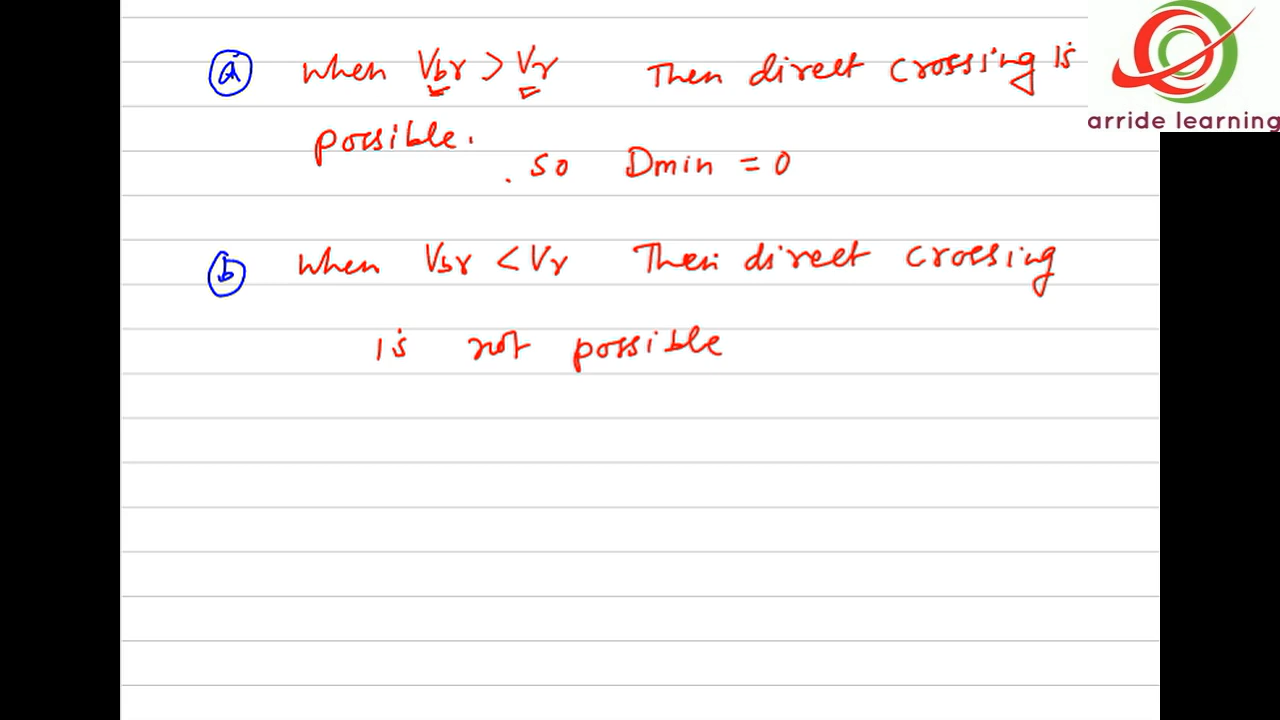 (a) When Vbr > Vr Then direct crossing is
possible.
. so Dmin = 0
(b) When Vbr < Vr Then direct crossing
is not possible
arride learning